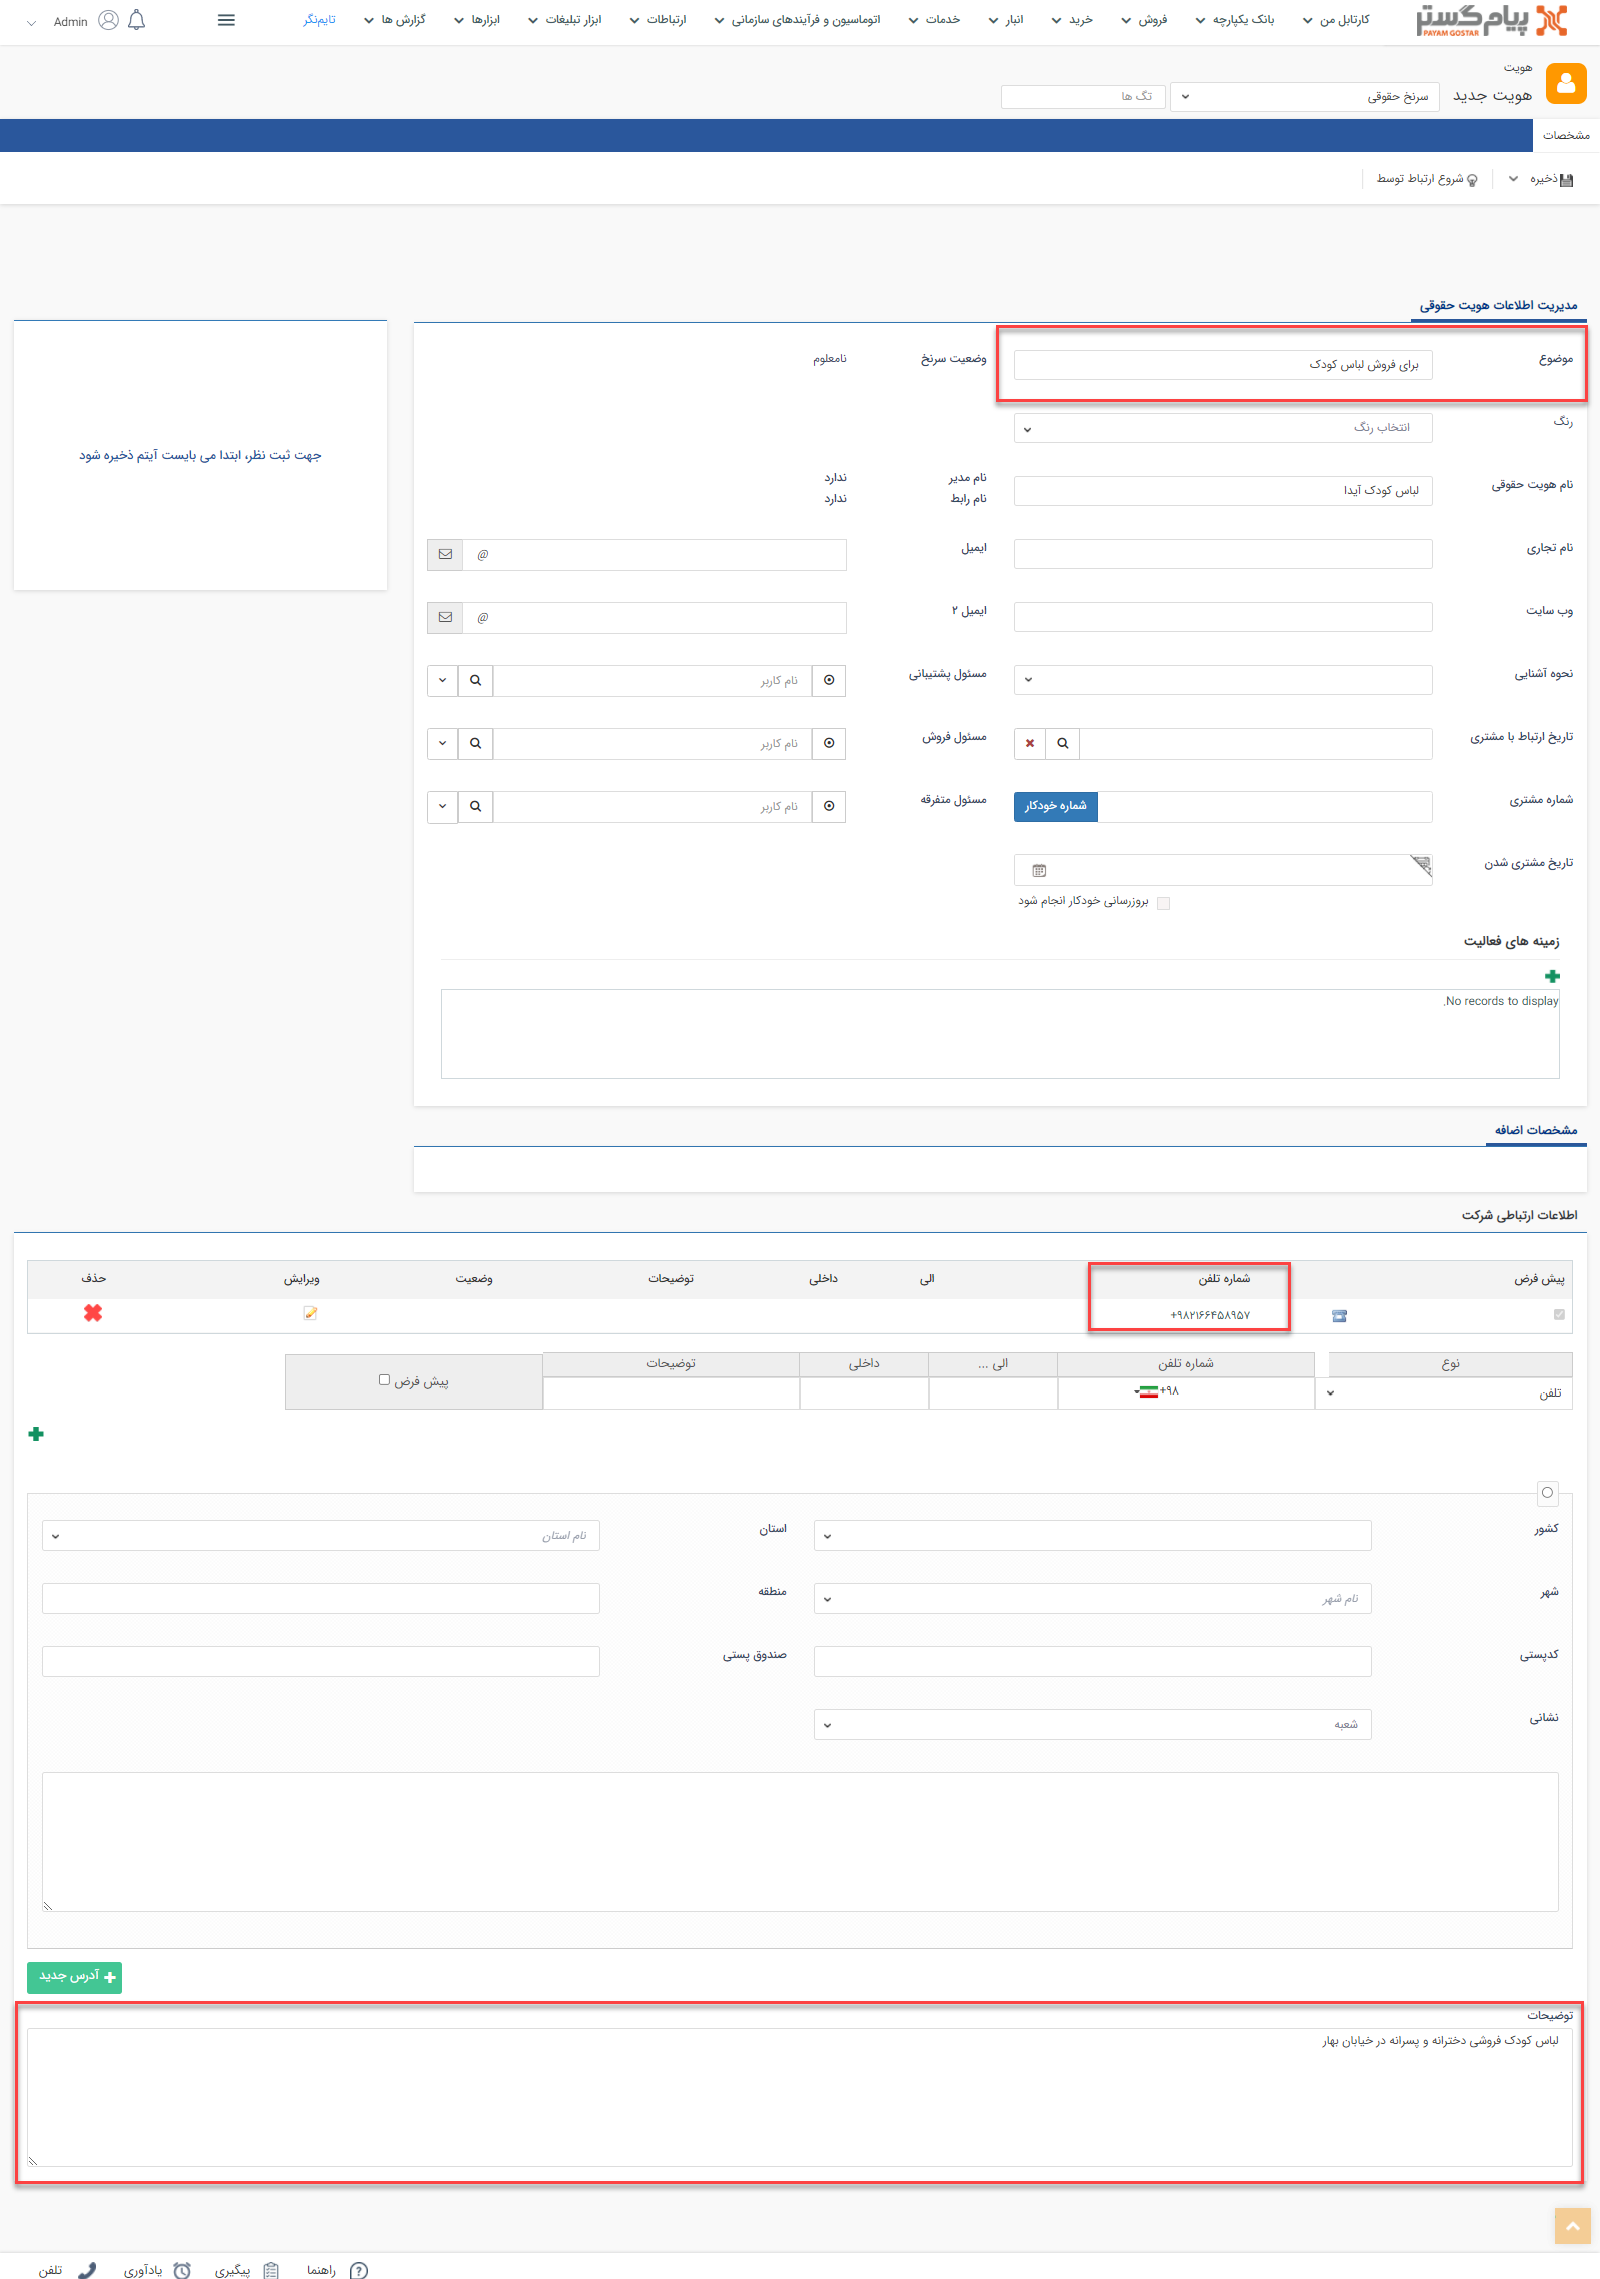 پیام گستر
PAYAM GOSTAR
کارتابل من
بانک یکپارچه
فروش
خرید
انبار
خدمات
اتوماسیون و فرآیندهای سازمانی
ارتباطات
ابزار تبلیغات
ابزارها
گزارش ها
تایم‌نگر
Admin
هویت
هویت جدید
سرنخ حقوقی
تگ ها
مشخصات
ذخیره
شروع ارتباط توسط
مدیریت اطلاعات هویت حقوقی
موضوع
برای فروش لباس کودک
وضعیت سرنخ
نامعلوم
رنگ
انتخاب رنگ
جهت ثبت نظر، ابتدا می بایست آیتم ذخیره شود
نام هویت حقوقی
لباس کودک آیدا
نام مدیر
ندارد
نام رابط
ندارد
نام تجاری
ایمیل
@
وب سایت
ایمیل ۲
@
نحوه آشنایی
مسئول پشتیبانی
نام کاربر
تاریخ ارتباط با مشتری
مسئول فروش
نام کاربر
شماره مشتری
شماره خودکار
مسئول متفرقه
نام کاربر
تاریخ مشتری شدن
بروزرسانی خودکار انجام شود
زمینه های فعالیت
No records to display.
مشخصات اضافه
اطلاعات ارتباطی شرکت
پیش فرض
شماره تلفن
الی
داخلی
توضیحات
وضعیت
ویرایش
حذف
+۹۸۲۱۶۶۴۵۸۹۵۷
نوع
شماره تلفن
الی ...
داخلی
توضیحات
پیش فرض
تلفن
+۹۸
کشور
استان
نام استان
شهر
نام شهر
منطقه
کدپستی
صندوق پستی
نشانی
شعبه
آدرس جدید
توضیحات
لباس کودک فروشی دخترانه و پسرانه در خیابان بهار
راهنما
پیگیری
یادآوری
تلفن